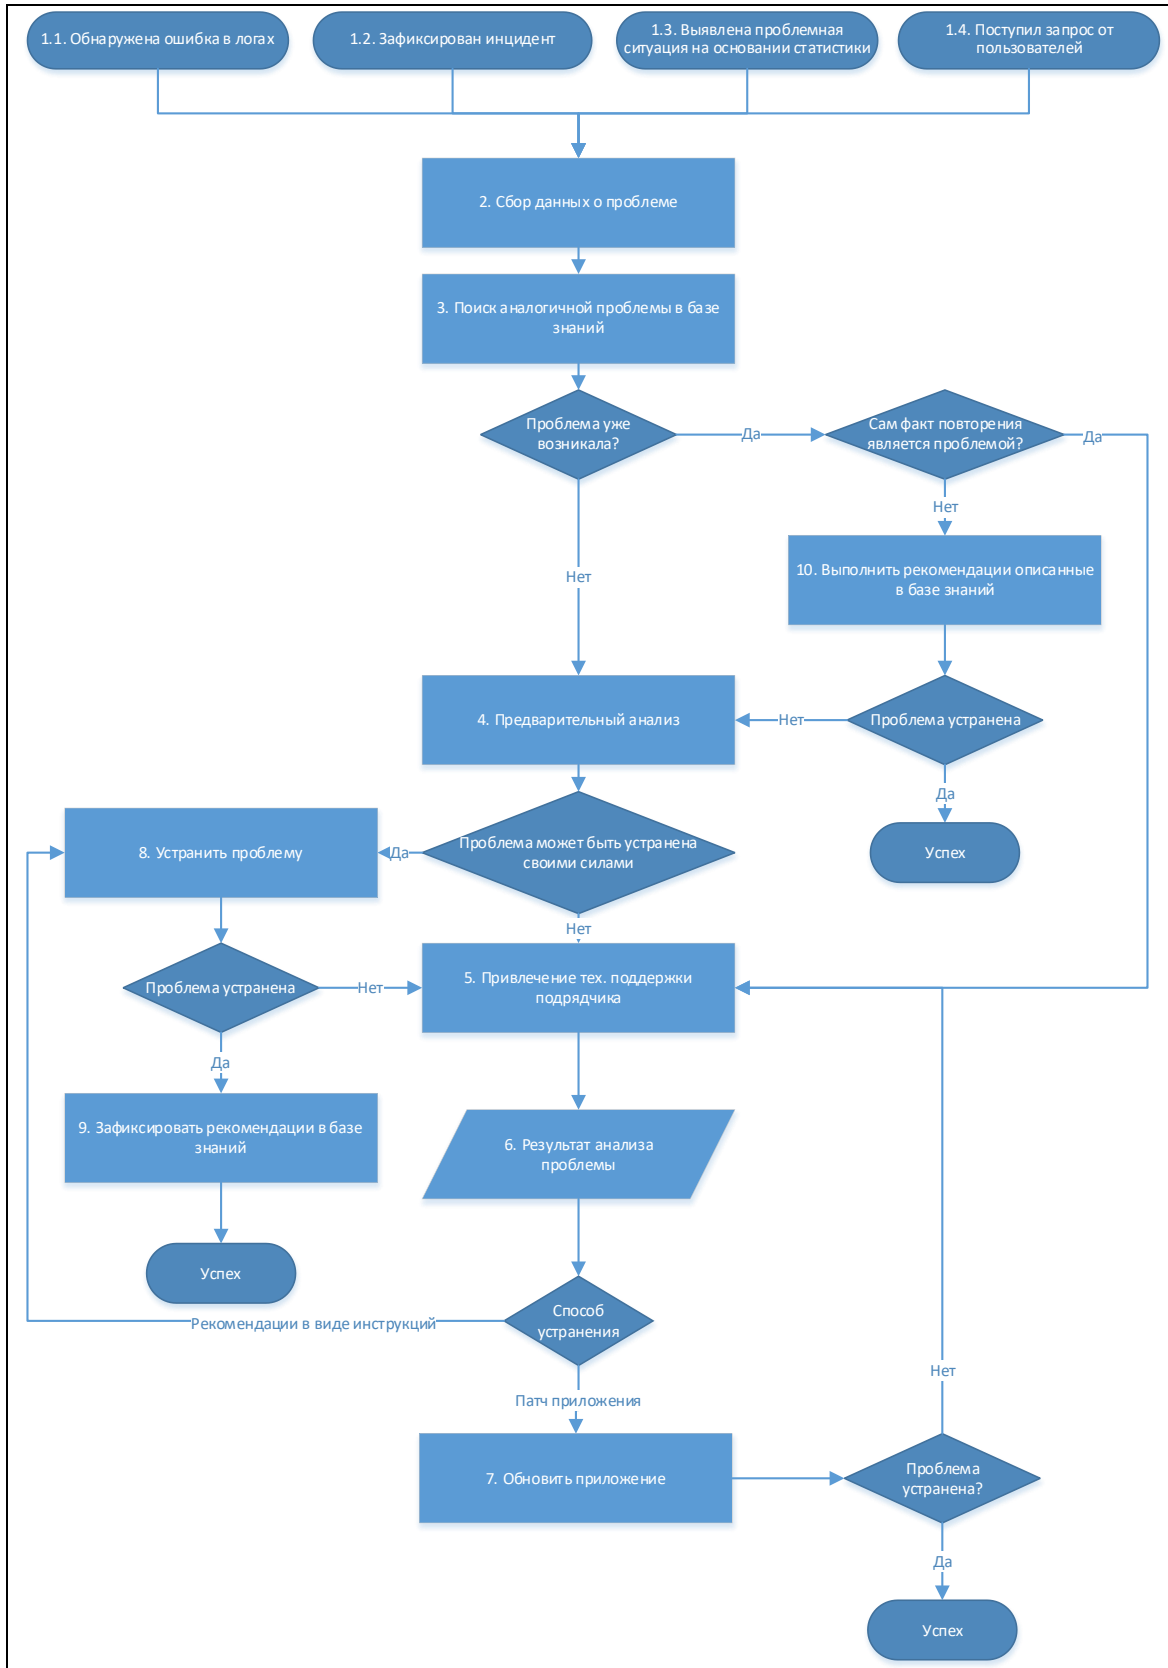 1.1. Обнаружена ошибка в логах
1.2. Зафиксирован инцидент
1.3. Выявлена проблемная
ситуация на основании статистики
1.4. Поступил запрос от
пользователей
2. Сбор данных о проблеме
3. Поиск аналогичной проблемы в базе
знаний
Проблема уже
возникала?
Да
Сам факт повторения
является проблемой?
Да
Нет
10. Выполнить рекомендации описанные
в базе знаний
Нет
4. Предварительный анализ
Нет
Проблема устранена
Да
Успех
8. Устранить проблему
Да
Проблема может быть устранена
своими силами
Нет
Проблема устранена
Нет
5. Привлечение тех. поддержки
подрядчика
Да
9. Зафиксировать рекомендации в базе
знаний
6. Результат анализа
проблемы
Успех
Рекомендации в виде инструкций
Способ
устранения
Нет
Патч приложения
7. Обновить приложение
Проблема
устранена?
Да
Успех